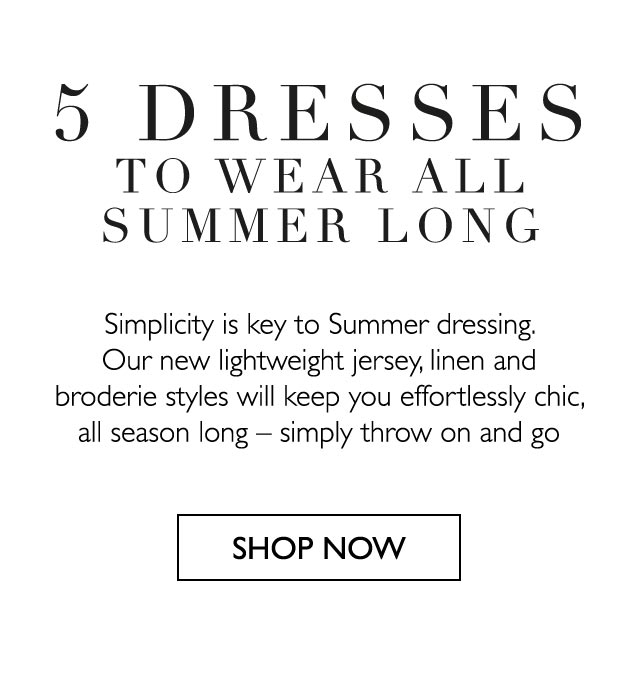 5 DRESSES
TO WEAR ALL
SUMMER LONG
Simplicity is key to Summer dressing.
Our new lightweight jersey, linen and
broderie styles will keep you effortlessly chic,
all season long – simply throw on and go
SHOP NOW